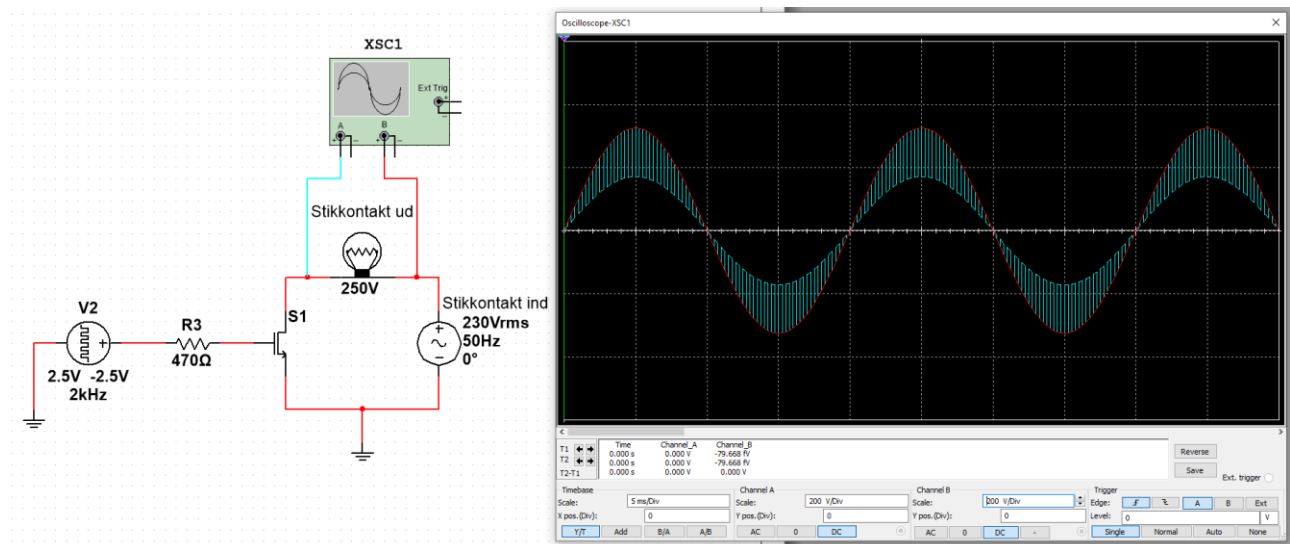 XSC1
Ext Trig
+
−
A
B
+ −
+ −
Stikkontakt ud
250V
Stikkontakt ind
230Vrms
50Hz
0°
V2
2.5V -2.5V
2kHz
R3
470Ω
S1
Oscilloscope-XSC1
Time Channel_A Channel_B
T1 0.000 s 0.000 V -79.668 fV
T2 0.000 s 0.000 V -79.668 fV
T2-T1 0.000 s 0.000 V 0.000 V
Reverse
Save
Ext. trigger
Timebase
Scale: 5 ms/Div
X pos.(Div): 0
Y/T Add B/A A/B
Channel A
Scale: 200 V/Div
Y pos.(Div): 0
AC 0 DC
Channel B
Scale: 200 V/Div
Y pos.(Div): 0
AC 0 DC -
Trigger
Edge: A B Ext
Level: 0 V
Single Normal Auto None